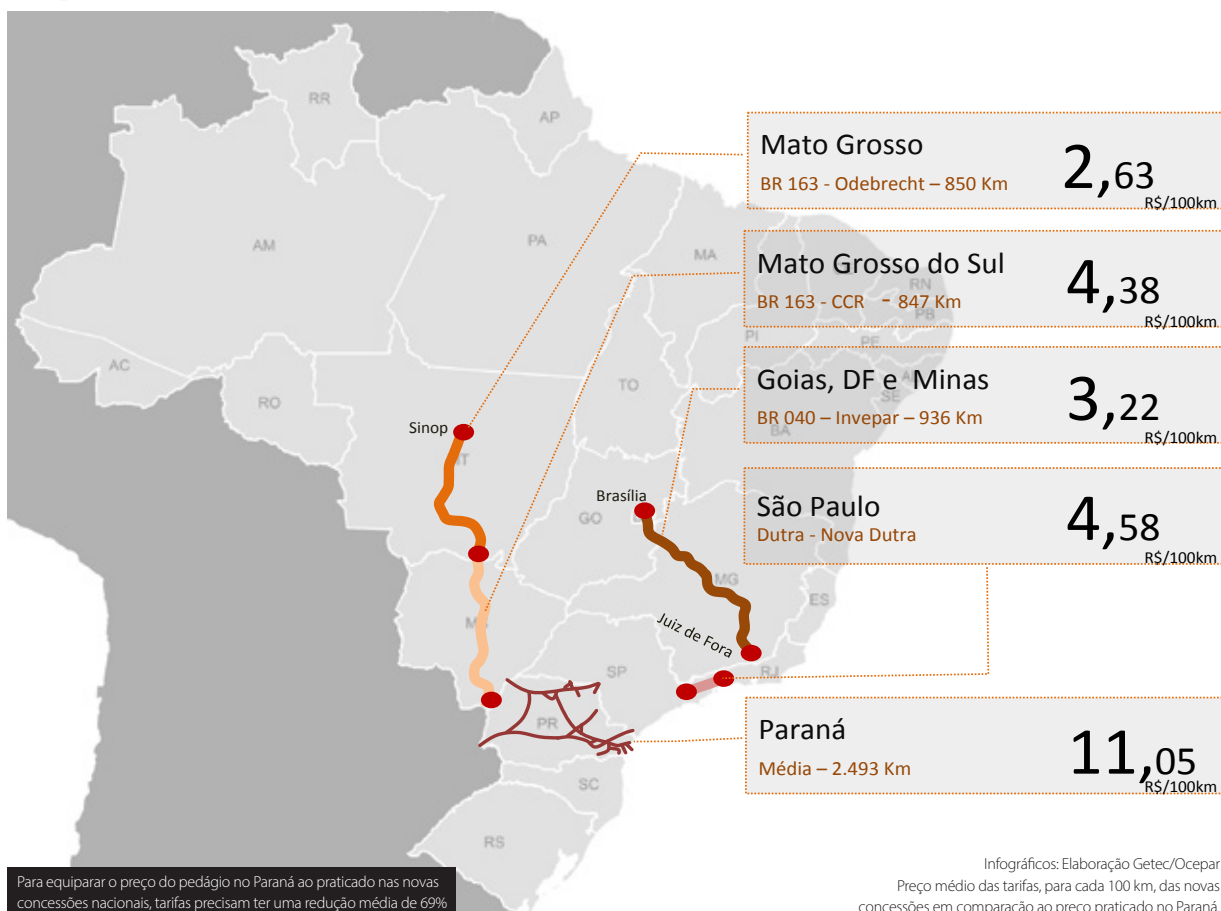 RR
AP
AM
PA
MA
CE
RN
PB
PI
PE
AL
SE
AC
RO
TO
BA
MT
GO
MG
ES
MS
SP
RJ
PR
SC
RS
Sinop
Brasília
Juiz de Fora
Mato Grosso
BR 163 - Odebrecht – 850 Km
2,63
R$/100km
Mato Grosso do Sul
BR 163 - CCR – 847 Km
4,38
R$/100km
Goias, DF e Minas
BR 040 – Invepar – 936 Km
3,22
R$/100km
São Paulo
Dutra - Nova Dutra
4,58
R$/100km
Paraná
Média – 2.493 Km
11,05
R$/100km
Para equiparar o preço do pedágio no Paraná ao praticado nas novas
concessões nacionais, tarifas precisam ter uma redução média de 69%
Infográficos: Elaboração Getec/Ocepar
Preço médio das tarifas, para cada 100 km, das novas
concessões em comparação ao preço praticado no Paraná.